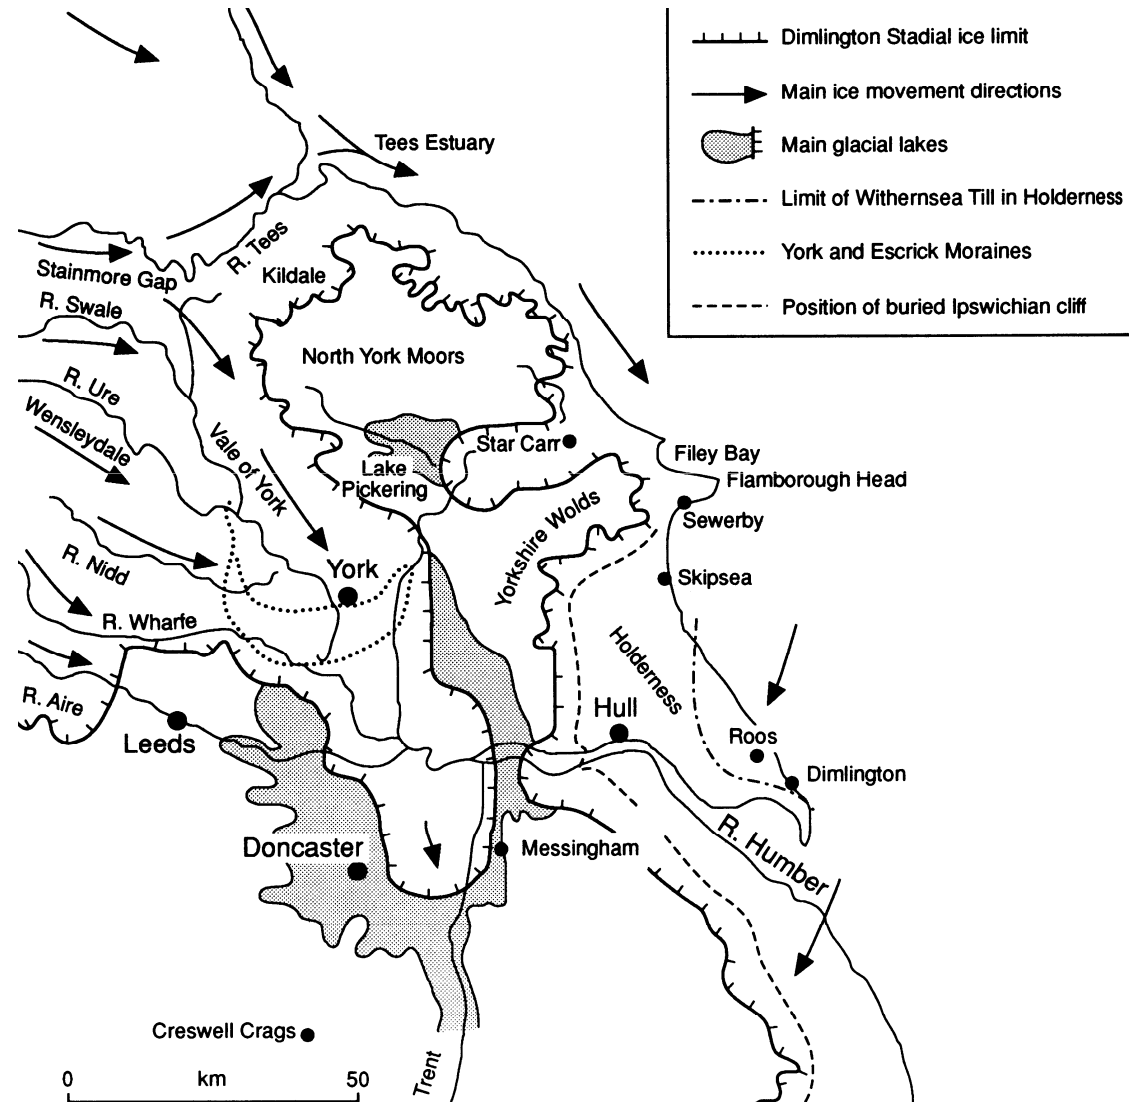 Dimlington Stadial ice limit
Main ice movement directions
Main glacial lakes
Limit of Withernsea Till in Holderness
York and Escrick Moraines
Position of buried Ipswichian cliff
Tees Estuary
R. Tees
Stainmore Gap
Kildale
R. Swale
North York Moors
R. Ure
Wensleydale
Vale of York
Star Carr
Lake
Pickering
Filey Bay
Flamborough Head
Sewerby
Yorkshire Wolds
R. Nidd
York
Skipsea
R. Wharfe
Holderness
R. Aire
Leeds
Hull
Roos
Dimlington
Doncaster
Messingham
R. Humber
Creswell Crags
Trent
0 km 50